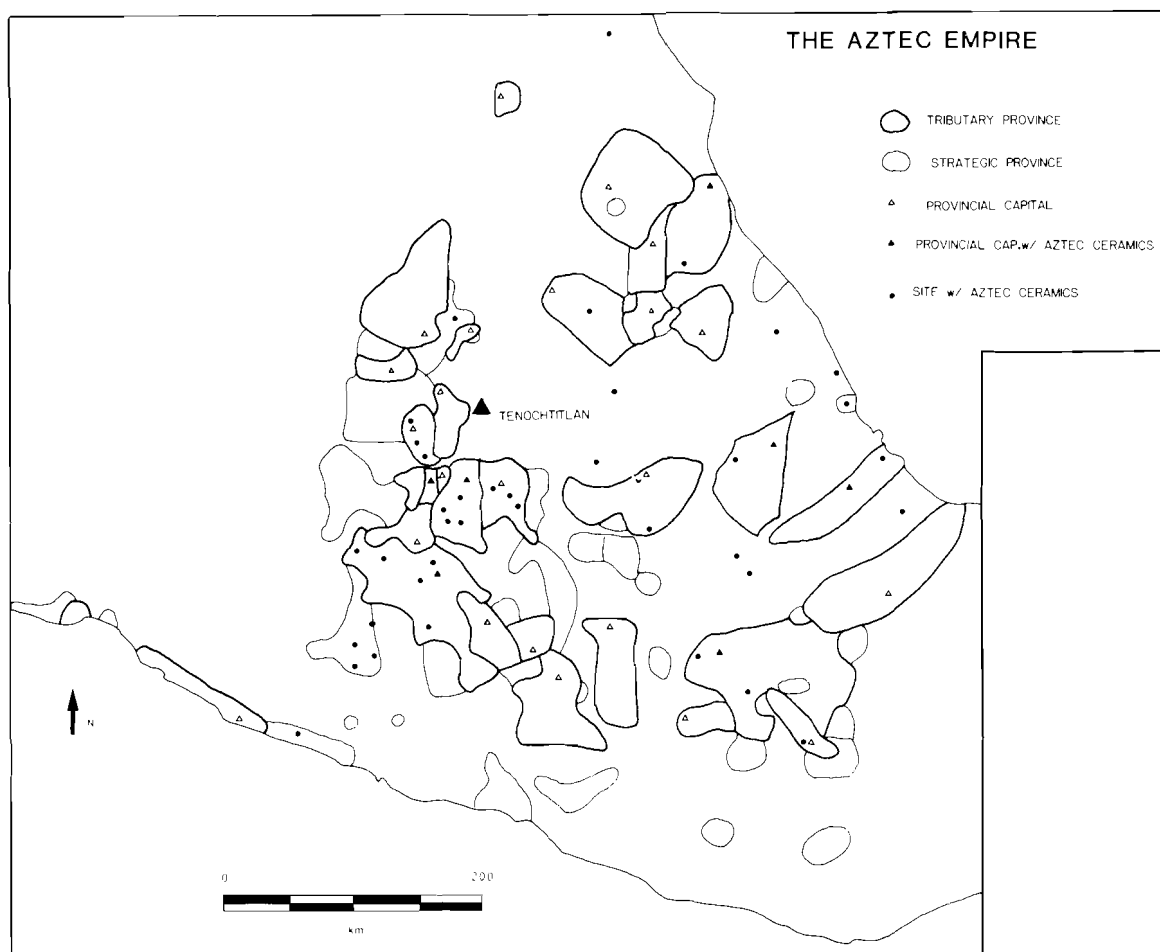 THE AZTEC EMPIRE
TRIBUTARY PROVINCE
STRATEGIC PROVINCE
PROVINCIAL CAPITAL
PROVINCIAL CAP.w/ AZTEC CERAMICS
SITE w/ AZTEC CERAMICS
TENOCHTITLAN
N
0 200
km